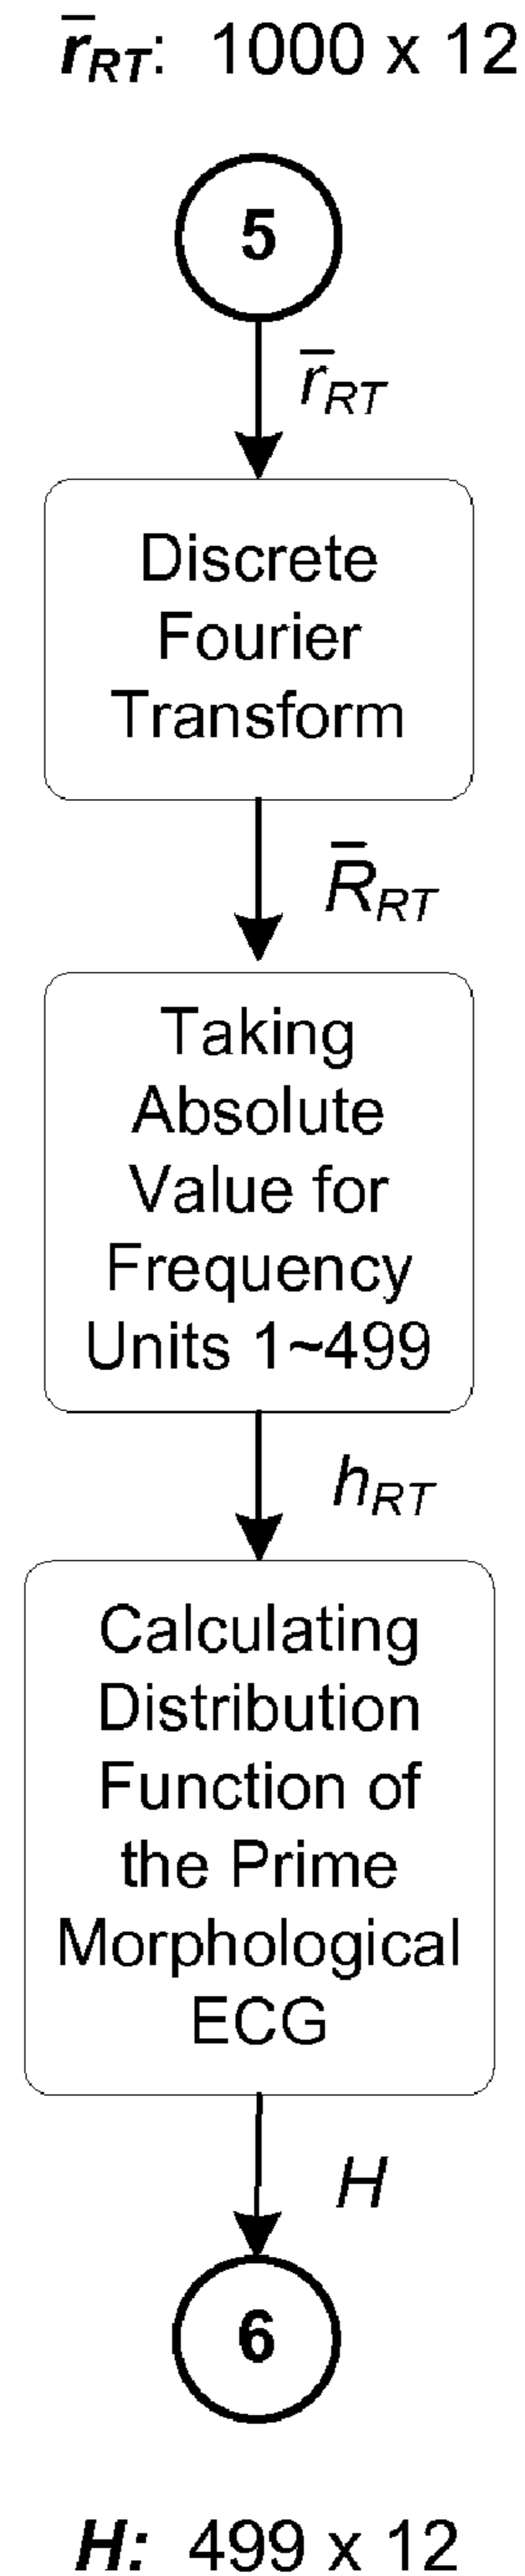 r̅RT: 1000 x 12
5
r̅RT
Discrete
Fourier
Transform
R̅RT
Taking
Absolute
Value for
Frequency
Units 1~499
hRT
Calculating
Distribution
Function of
the Prime
Morphological
ECG
H
6
H: 499 x 12